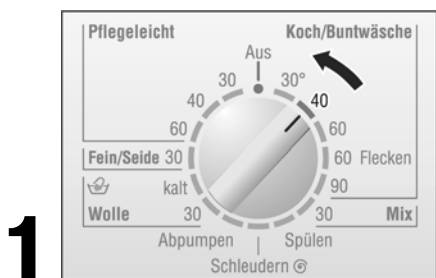 Pflegeleicht Koch/Buntwäsche
Aus
30 30°
40 40
60 60
Fein/Seide 30 60 Flecken
kalt 90
Wolle 30 30 Mix
Abpumpen Spülen
Schleudern
1